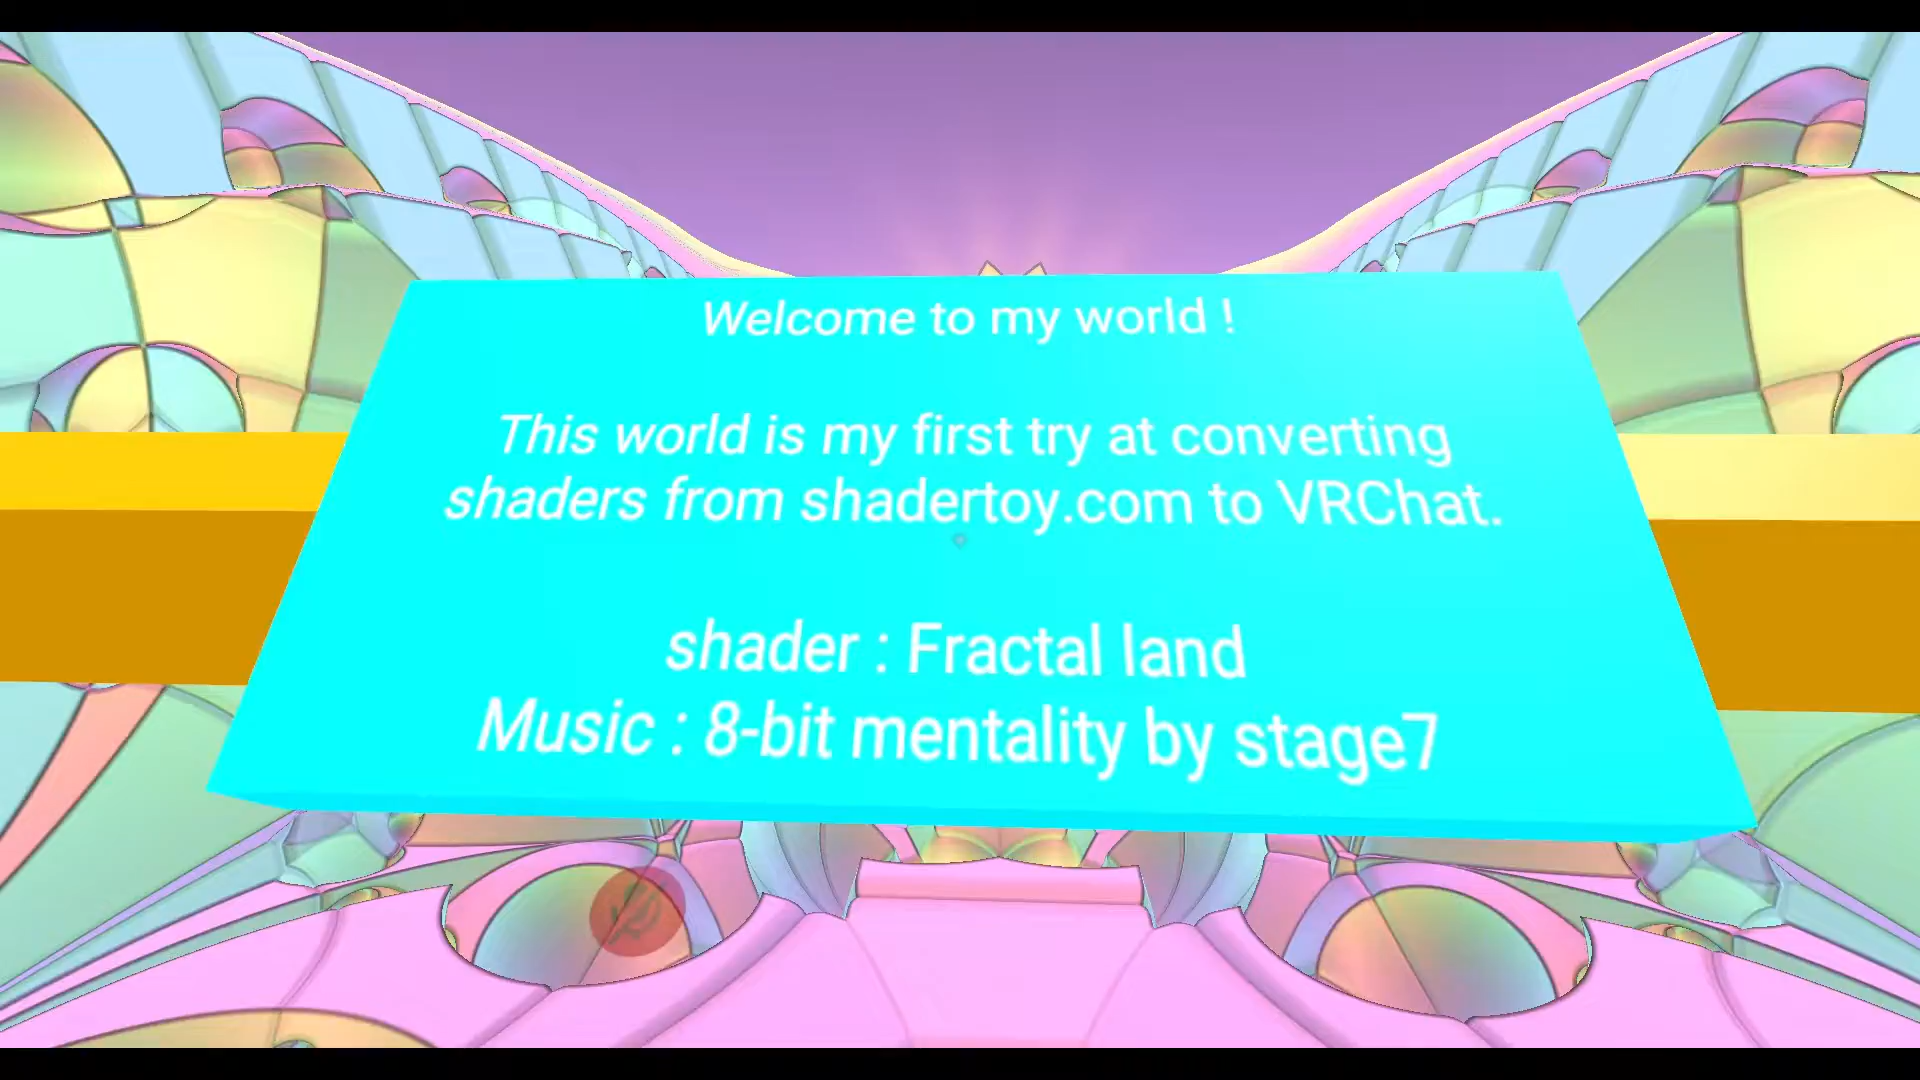 Welcome to my world !
This world is my first try at converting
shaders from shadertoy.com to VRChat.
shader : Fractal land
Music : 8-bit mentality by stage7